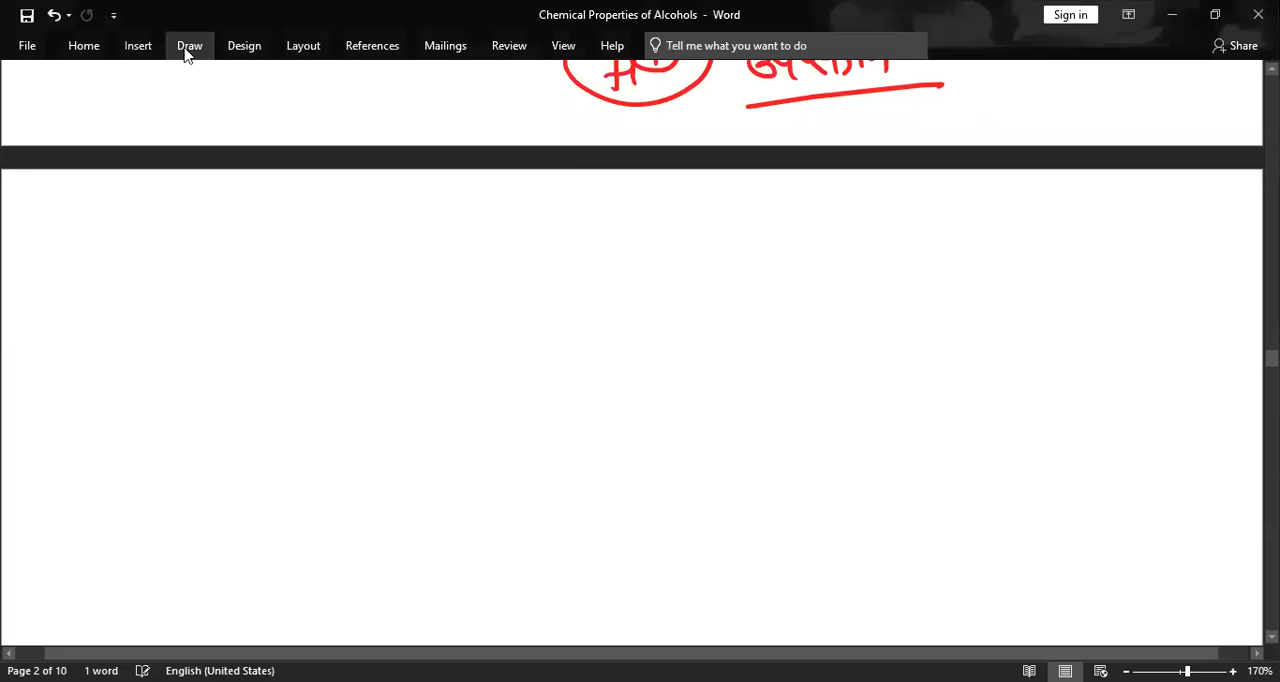 Chemical Properties of Alcohols - Word
Sign in
File Home Insert Draw Design Layout References Mailings Review View Help Tell me what you want to do Share
Page 2 of 10 1 word English (United States) 170%